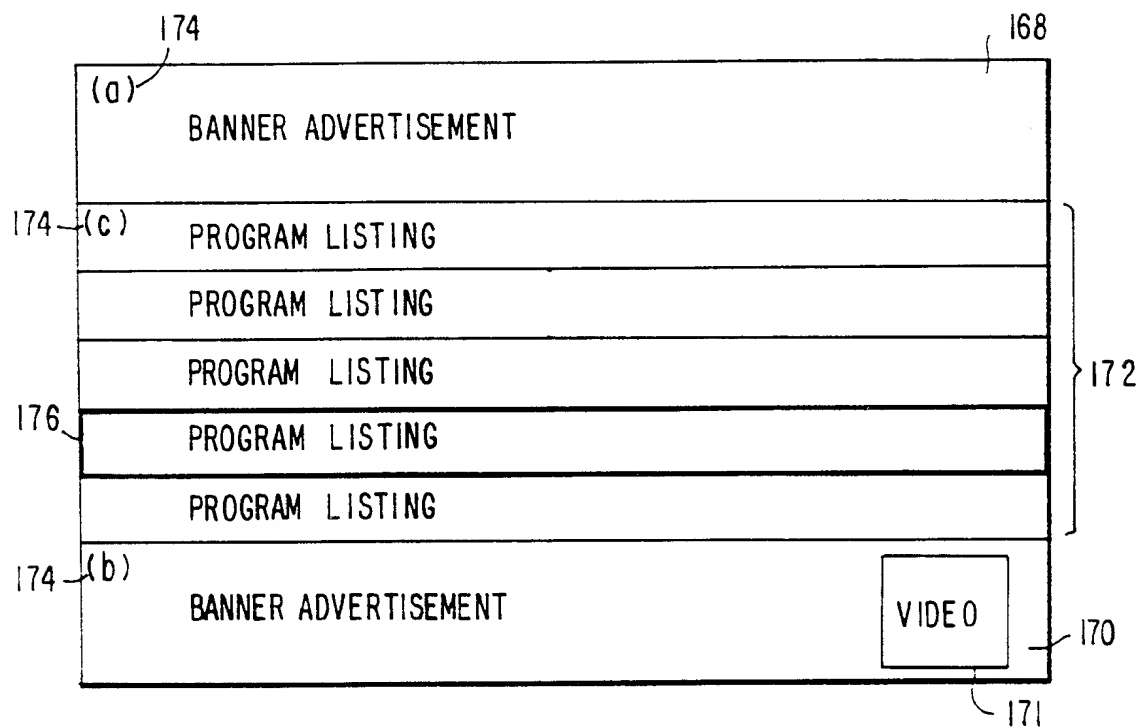 174
168
(a)
BANNER ADVERTISEMENT
174 (c) PROGRAM LISTING
PROGRAM LISTING
PROGRAM LISTING
172
176 PROGRAM LISTING
PROGRAM LISTING
174 (b)
BANNER ADVERTISEMENT
VIDEO
170
171